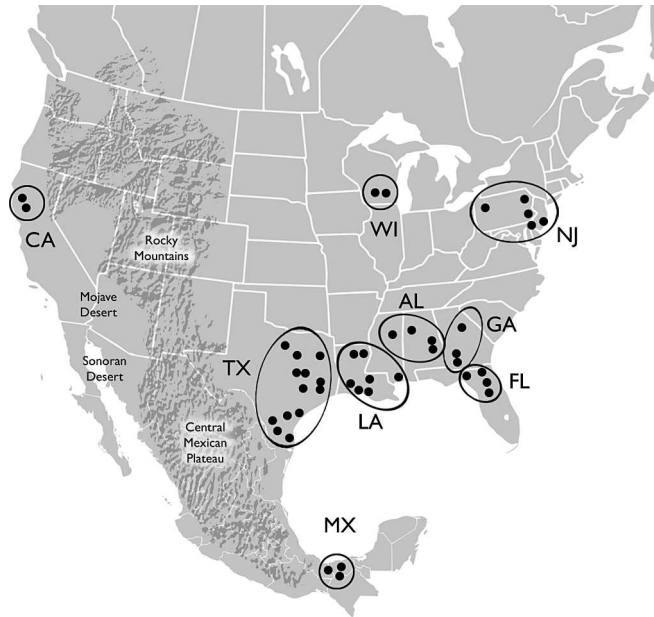 CA
WI
NJ
Rocky
Mountains
Mojave
Desert
AL
GA
Sonoran
Desert
TX
FL
LA
Central
Mexican
Plateau
MX